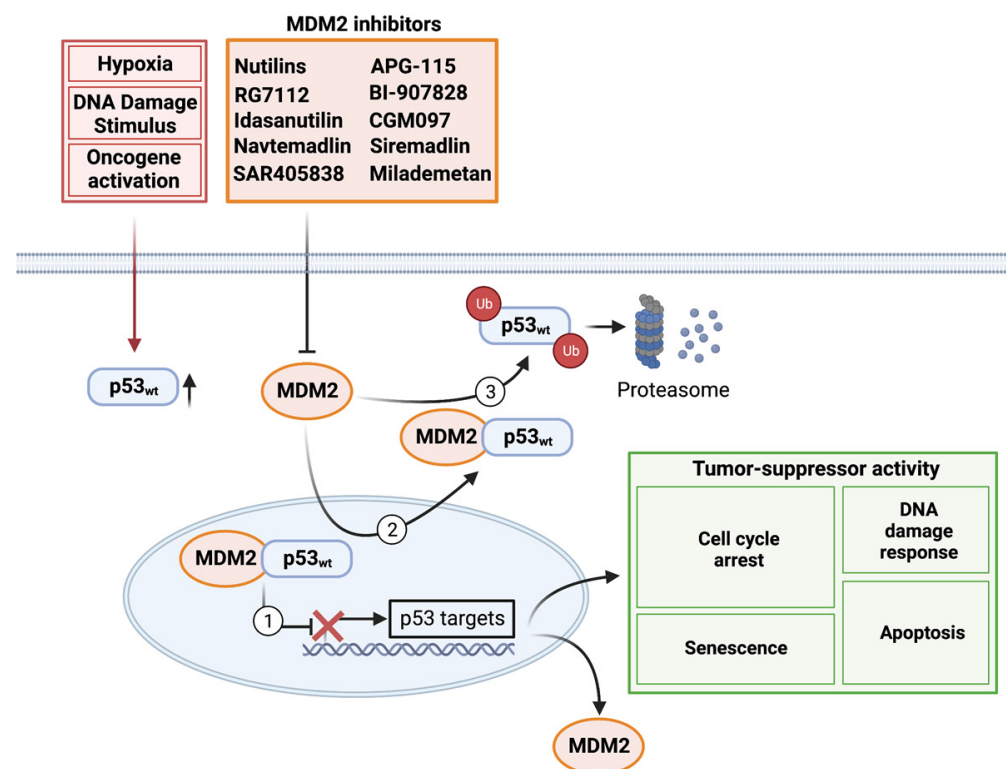 MDM2 inhibitors
Hypoxia
DNA Damage
Stimulus
Oncogene
activation
Nutilins
RG7112
Idasanutilin
Navtemadlin
SAR405838
APG-115
BI-907828
CGM097
Siremadlin
Milademetan
Ub
p53wt
Ub
Proteasome
p53wt
MDM2
3
MDM2
p53wt
2
MDM2
p53wt
1
p53 targets
Tumor-suppressor activity
Cell cycle
arrest
DNA
damage
response
Senescence
Apoptosis
MDM2